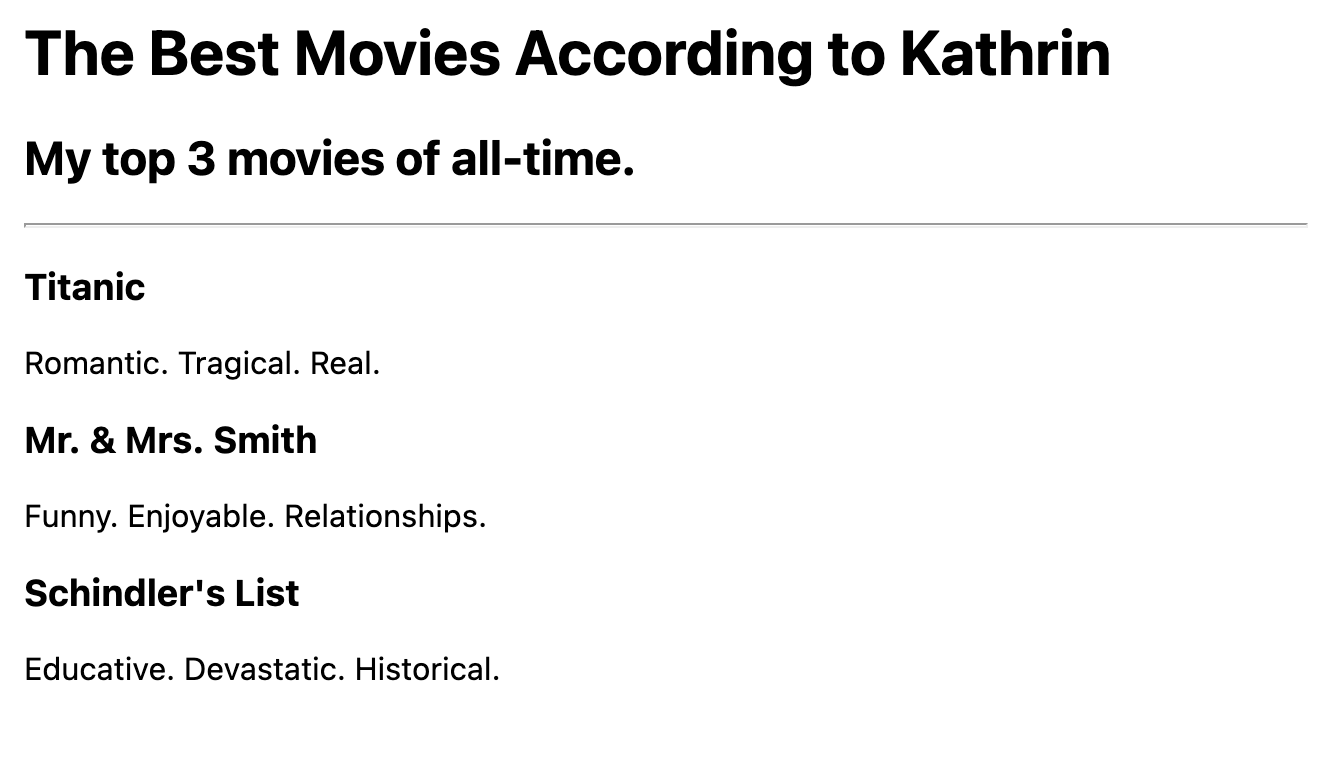 The Best Movies According to Kathrin
My top 3 movies of all-time.
Titanic
Romantic. Tragical. Real.
Mr. & Mrs. Smith
Funny. Enjoyable. Relationships.
Schindler's List
Educative. Devastatic. Historical.